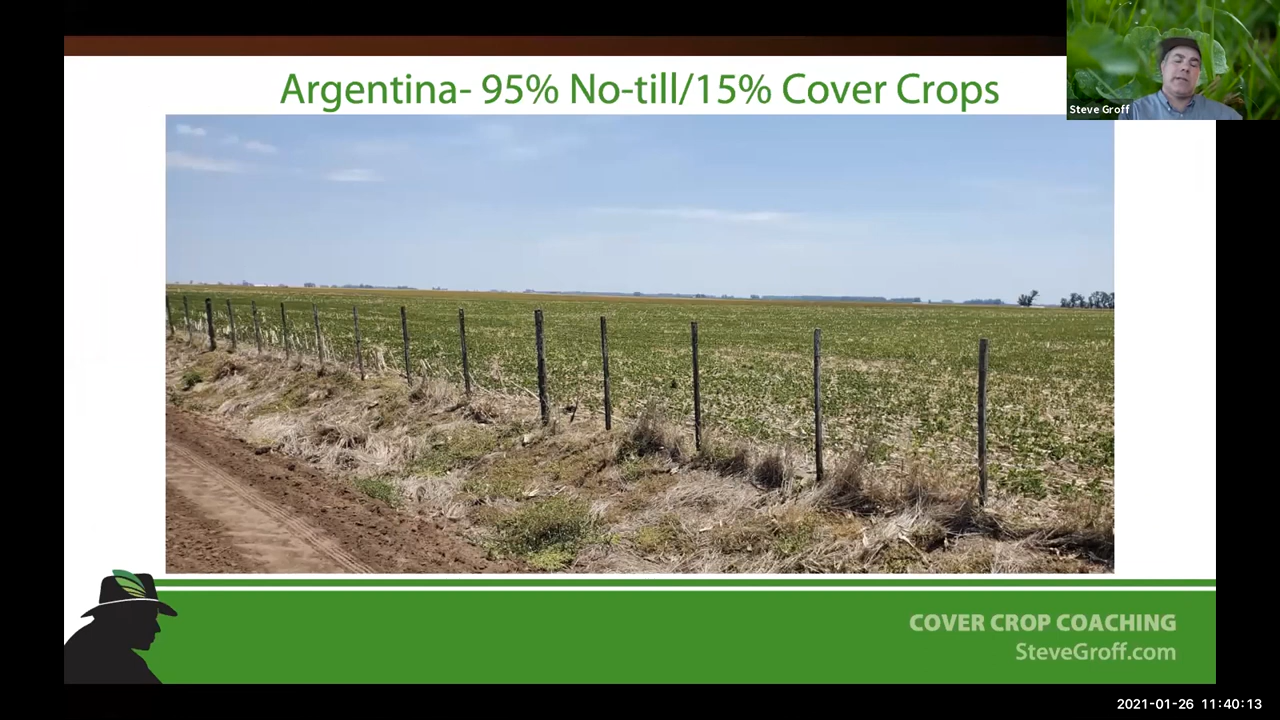 Argentina- 95% No-till/15% Cover Crops
Steve Groff
COVER CROP COACHING
SteveGroff.com
2021-01-26 11:40:13